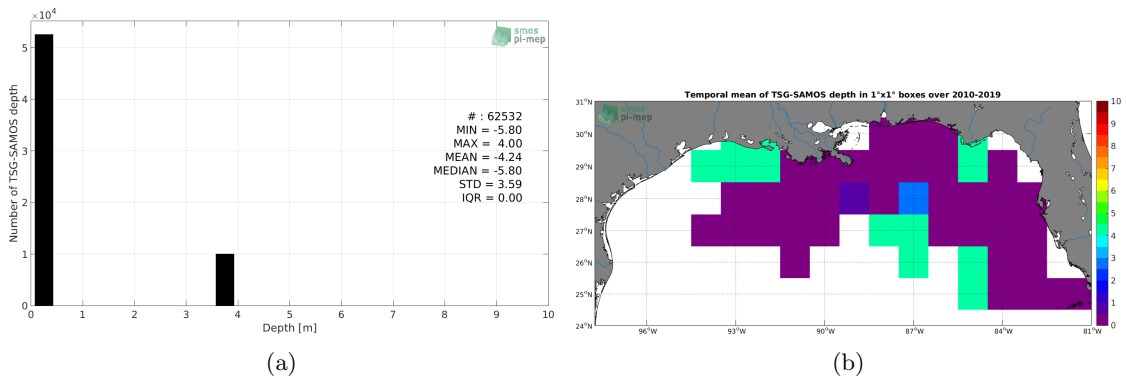 ×10⁴
smos
pi-mep
5
4
3
2
1
0
Number of TSG-SAMOS depth
# : 62532
MIN = -5.80
MAX = 4.00
MEAN = -4.24
MEDIAN = -5.80
STD = 3.59
IQR = 0.00
0 1 2 3 4 5 6 7 8 9 10
Depth [m]
(a)
Temporal mean of TSG-SAMOS depth in 1°x1° boxes over 2010-2019
smos
pi-mep
31°N
30°N
29°N
28°N
27°N
26°N
25°N
24°N
96°W 93°W 90°W 87°W 84°W 81°W
10
9
8
7
6
5
4
3
2
1
0
(b)